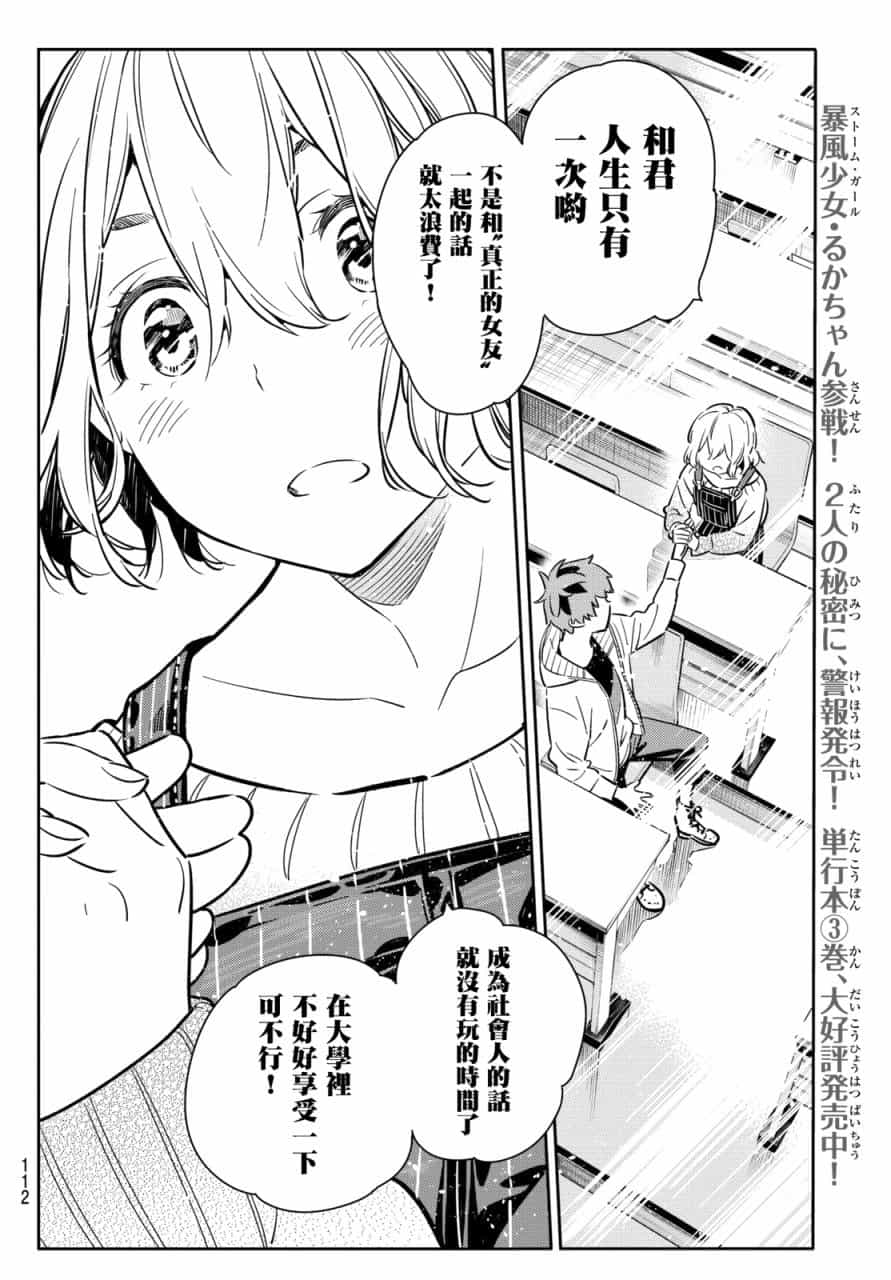 ストーム・ガール
さんせん
ふたり
ひみつ
けいほうはつれい
たんこうぼん
かん
だいこうひょうはつばいちゅう
暴風少女・るかちゃん参戦！ 2人の秘密に、警報発令！ 単行本③巻、大好評発売中！
和君
人生只有
一次喲
不是和〝真正的女友〞
一起的話
就太浪費了！
成為社會人的話
就沒有玩的時間了
在大學裡
不好好享受一下
可不行！
112